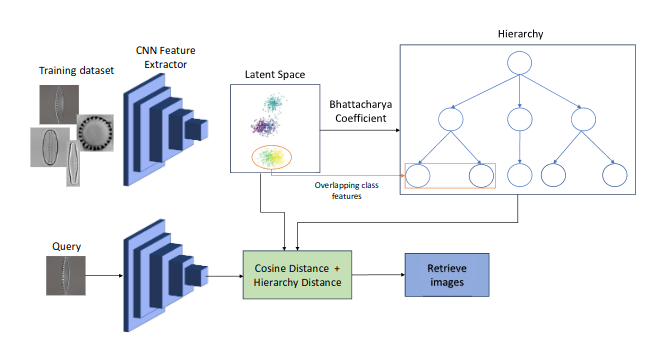 Hierarchy
CNN Feature
Extractor
Training dataset
Latent Space
Bhattacharya
Coefficient
Overlapping class
features
Query
Cosine Distance +
Hierarchy Distance
Retrieve
images